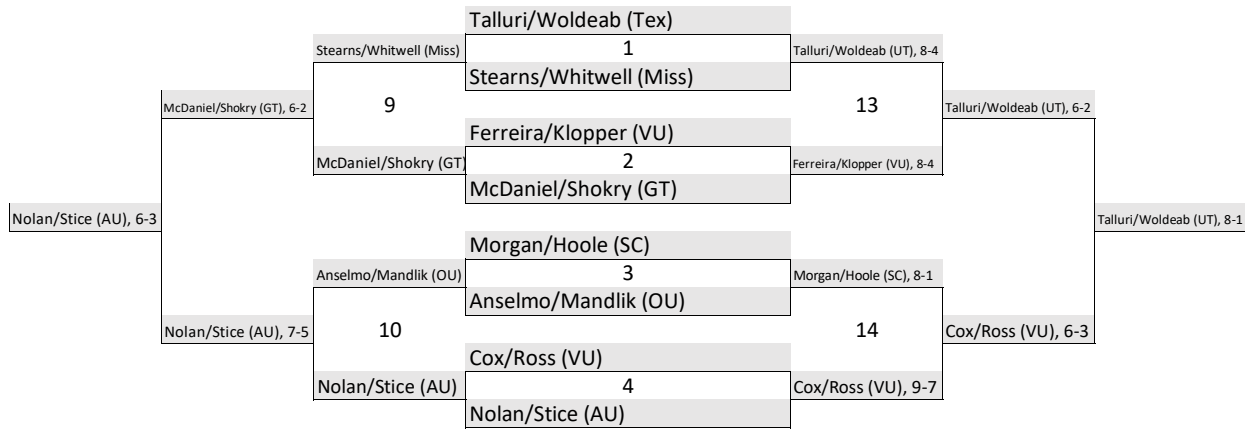 Talluri/Woldeab (Tex)
Stearns/Whitwell (Miss) 1 Talluri/Woldeab (UT), 8-4
Stearns/Whitwell (Miss)
McDaniel/Shokry (GT), 6-2 9 13 Talluri/Woldeab (UT), 6-2
Ferreira/Klopper (VU)
McDaniel/Shokry (GT) 2 Ferreira/Klopper (VU), 8-4
McDaniel/Shokry (GT)
Nolan/Stice (AU), 6-3 Talluri/Woldeab (UT), 8-1
Morgan/Hoole (SC)
Anselmo/Mandlik (OU) 3 Morgan/Hoole (SC), 8-1
Anselmo/Mandlik (OU)
Nolan/Stice (AU), 7-5 10 14 Cox/Ross (VU), 6-3
Cox/Ross (VU)
Nolan/Stice (AU) 4 Cox/Ross (VU), 9-7
Nolan/Stice (AU)